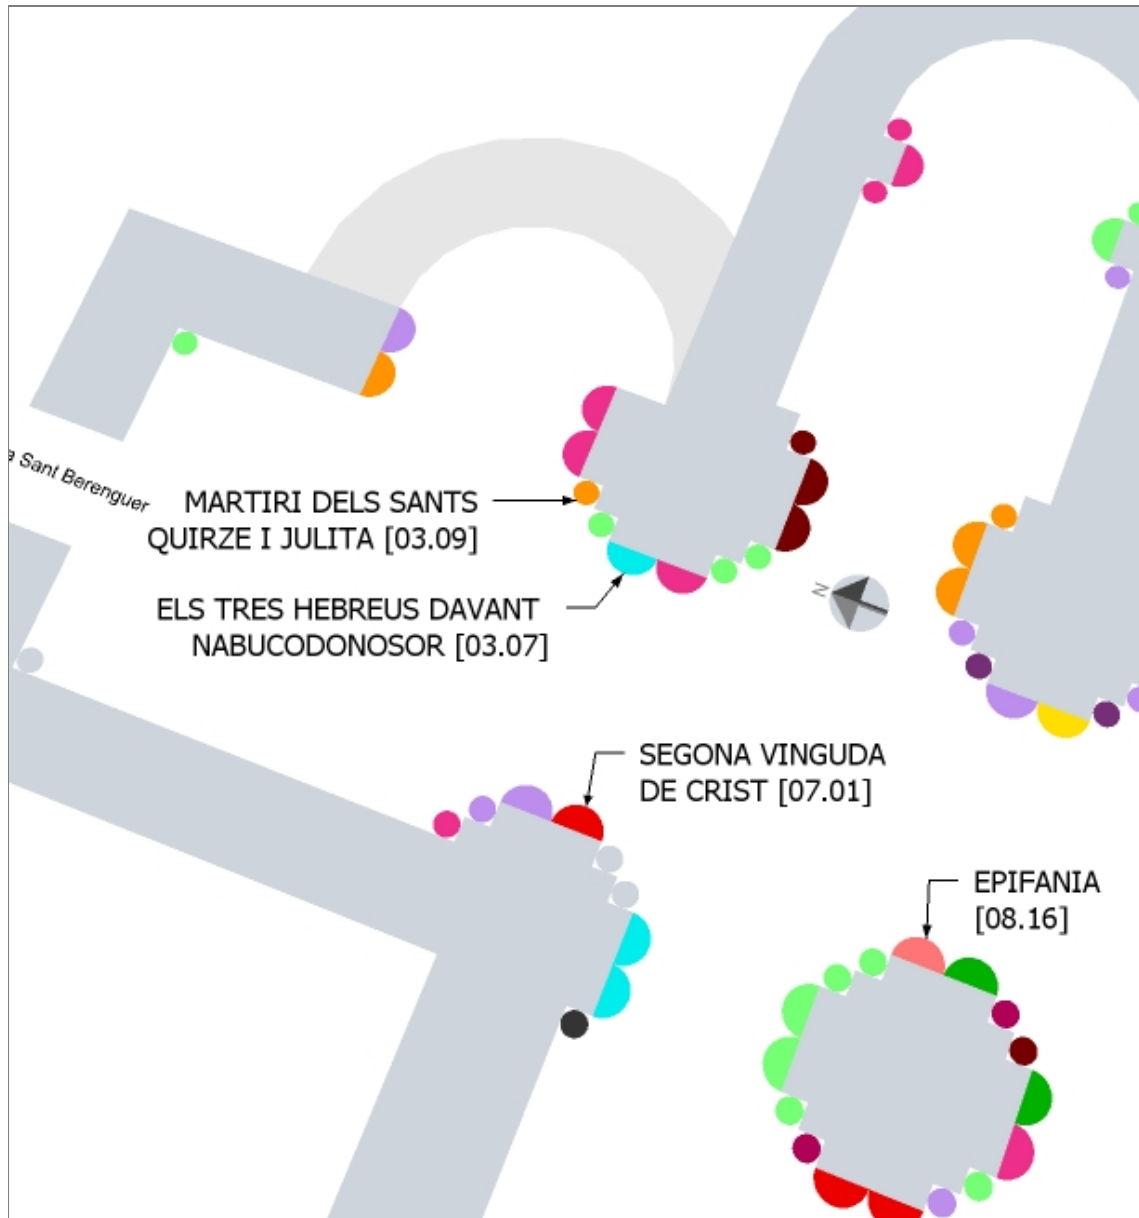 a Sant Berenguer
MARTIRI DELS SANTS
QUIRZE I JULITA [03.09]
ELS TRES HEBREUS DAVANT
NABUCODONOSOR [03.07]
N
SEGONA VINGUDA
DE CRIST [07.01]
EPIFANIA
[08.16]